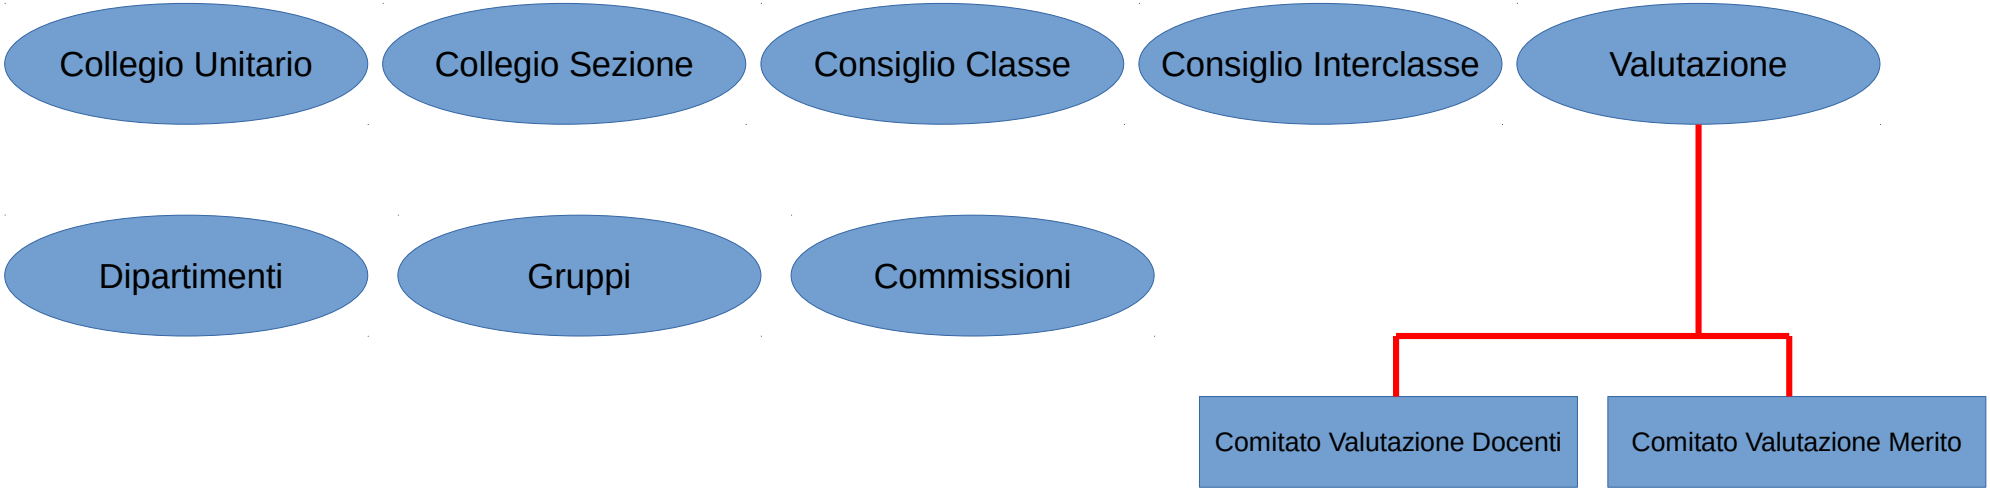 Collegio Unitario
Collegio Sezione
Consiglio Classe
Consiglio Interclasse
Valutazione
Dipartimenti
Gruppi
Commissioni
Comitato Valutazione Docenti
Comitato Valutazione Merito